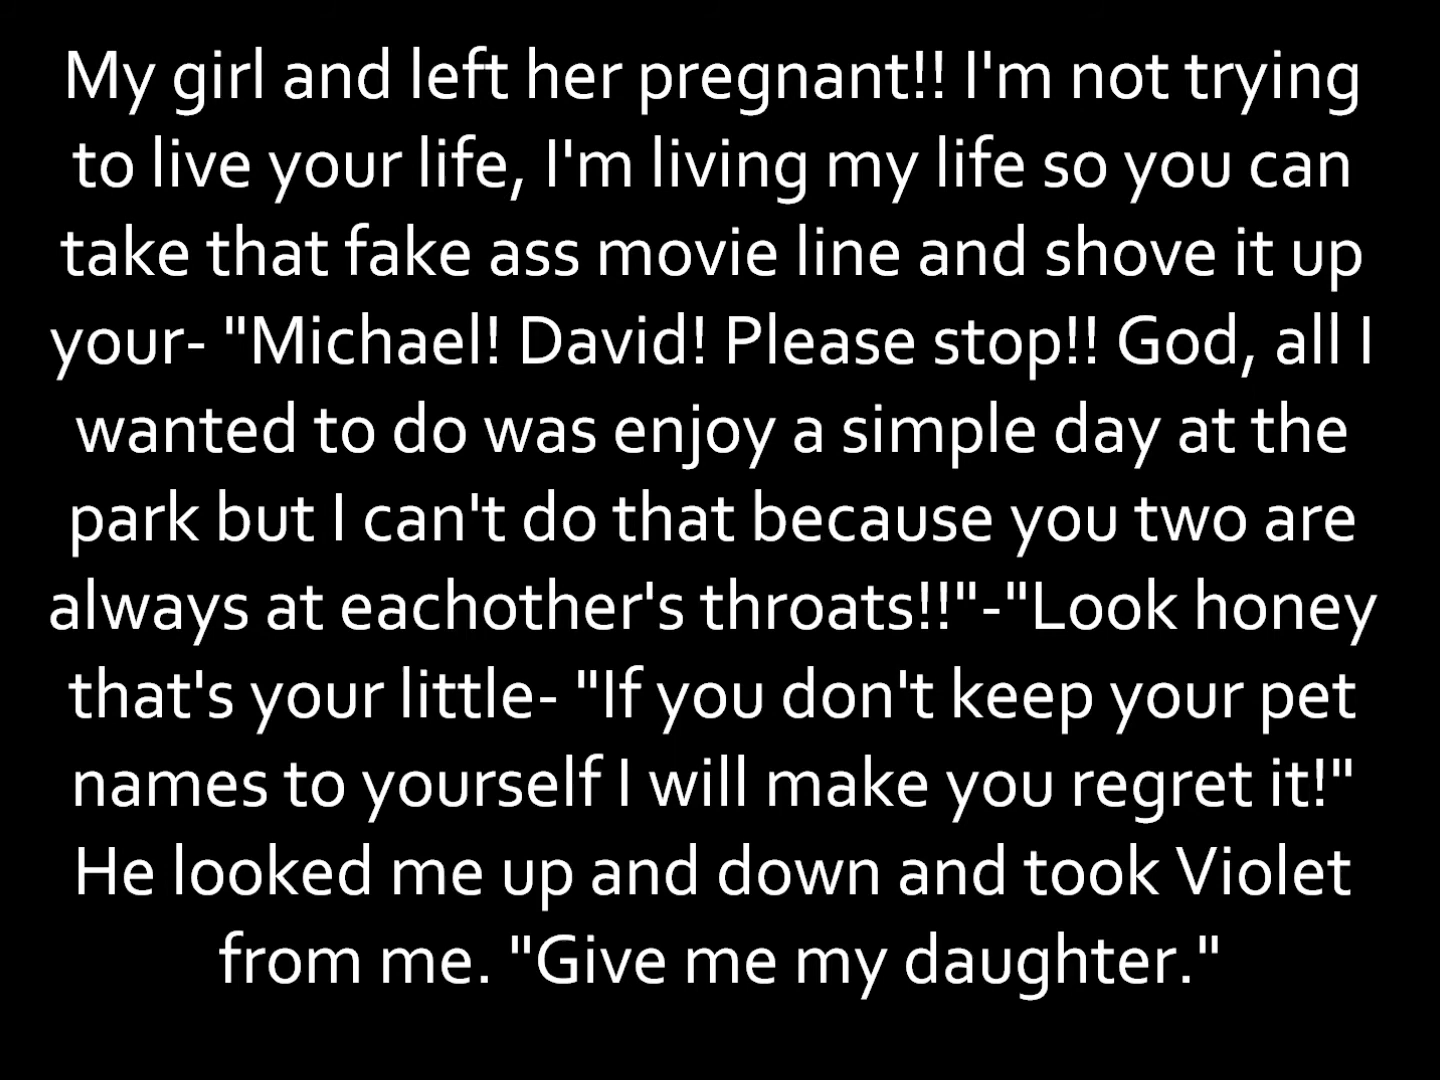 My girl and left her pregnant!! I'm not trying
to live your life, I'm living my life so you can
take that fake ass movie line and shove it up
your- "Michael! David! Please stop!! God, all I
wanted to do was enjoy a simple day at the
park but I can't do that because you two are
always at eachother's throats!!"-"Look honey
that's your little- "If you don't keep your pet
names to yourself I will make you regret it!"
He looked me up and down and took Violet
from me. "Give me my daughter."